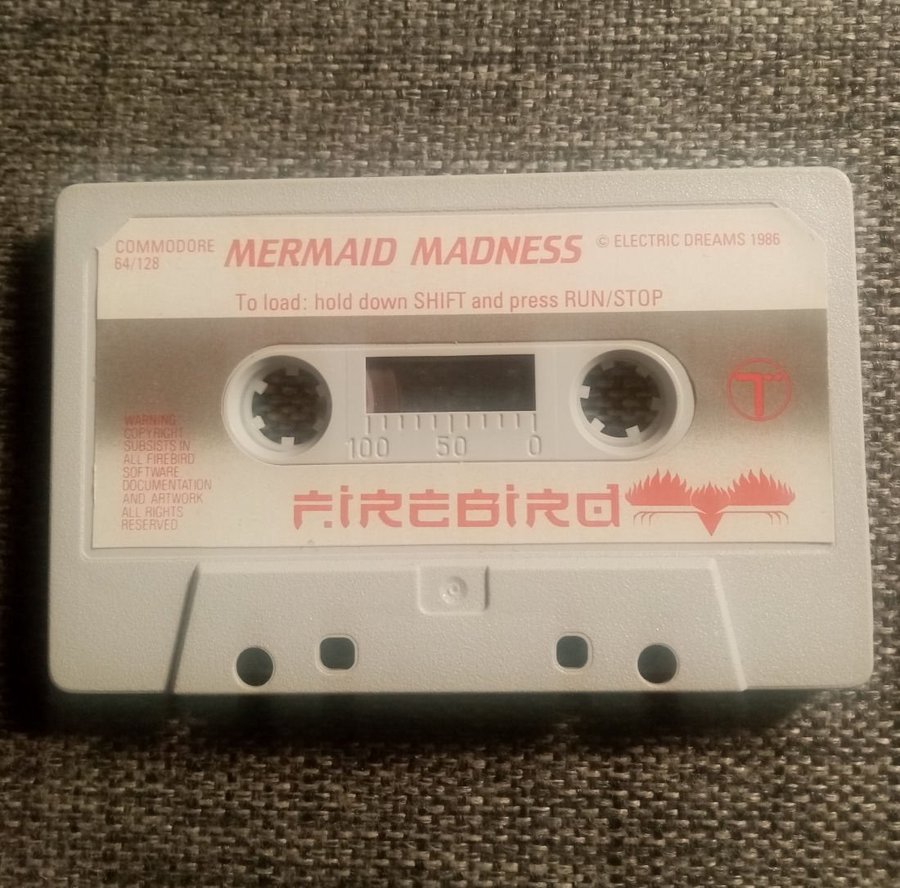 COMMODORE
64/128
MERMAID MADNESS
© ELECTRIC DREAMS 1986
To load: hold down SHIFT and press RUN/STOP
100 50 0
T
WARNING
COPYRIGHT
SUBSISTS IN
ALL FIREBIRD
SOFTWARE
DOCUMENTATION
AND ARTWORK
ALL RIGHTS
RESERVED
FIREBIRD